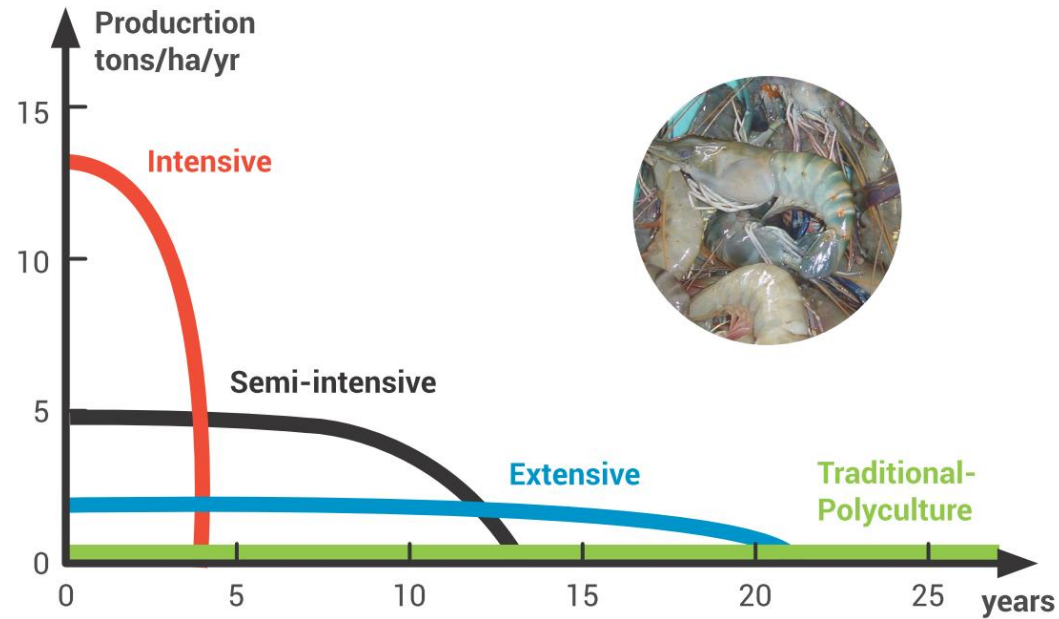 Producrtion
tons/ha/yr
15
Intensive
10
Semi-intensive
5
Extensive
Traditional-
Polyculture
0
0 5 10 15 20 25 years